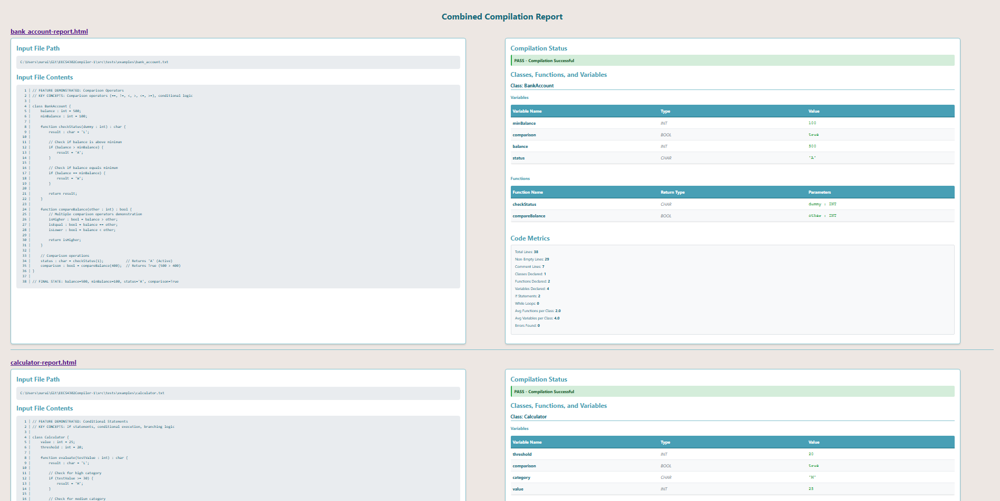 Combined Compilation Report
bank_account-report.html
Input File Path
C:\Users\ourai\Git\EECS4302Compiler-1\src\tests\examples\bank_account.txt
Input File Contents
1 | // FEATURE DEMONSTRATED: Comparison Operators
2 | // KEY CONCEPTS: Comparison operators (==, !=, <, >, <=, >=), conditional logic
3 |
4 | class BankAccount {
5 |     balance : int = 500;
6 |     minBalance : int = 100;
7 |
8 |     function checkStatus(dummy : int) : char {
9 |         result : char = 'L';
10 |
11 |         // Check if balance is above minimum
12 |         if (balance > minBalance) {
13 |             result = 'A';
14 |         }
15 |
16 |         // Check if balance equals minimum
17 |         if (balance == minBalance) {
18 |             result = 'W';
19 |         }
20 |
21 |         return result;
22 |     }
23 |
24 |     function compareBalance(other : int) : bool {
25 |         // Multiple comparison operators demonstration
26 |         isHigher : bool = balance > other;
27 |         isEqual : bool = balance == other;
28 |         isLower : bool = balance < other;
29 |
30 |         return isHigher;
31 |     }
32 |
33 |     // Comparison operations
34 |     status : char = checkStatus(1);           // Returns 'A' (Active)
35 |     comparison : bool = compareBalance(400);  // Returns True (500 > 400)
36 | }
37 |
38 | // FINAL STATE: balance=500, minBalance=100, status='A', comparison=True
Compilation Status
PASS - Compilation Successful
Classes, Functions, and Variables
Class: BankAccount
Variables
Variable Name Type Value
minBalance INT 100
comparison BOOL true
balance INT 500
status CHAR 'A'
Functions
Function Name Return Type Parameters
checkStatus CHAR dummy : INT
compareBalance BOOL other : INT
Code Metrics
Total Lines: 38
Non-Empty Lines: 29
Comment Lines: 7
Classes Declared: 1
Functions Declared: 2
Variables Declared: 4
If Statements: 2
While Loops: 0
Avg Functions per Class: 2.0
Avg Variables per Class: 4.0
Errors Found: 0
calculator-report.html
Input File Path
C:\Users\ourai\Git\EECS4302Compiler-1\src\tests\examples\calculator.txt
Input File Contents
1 | // FEATURE DEMONSTRATED: Conditional Statements
2 | // KEY CONCEPTS: If statements, conditional execution, branching logic
3 |
4 | class Calculator {
5 |     value : int = 25;
6 |     threshold : int = 20;
7 |
8 |     function evaluate(testValue : int) : char {
9 |         result : char = 'L';
10 |
11 |         // Check for high category
12 |         if (testValue >= 30) {
13 |             result = 'H';
14 |         }
15 |
16 |         // Check for medium category
Compilation Status
PASS - Compilation Successful
Classes, Functions, and Variables
Class: Calculator
Variables
Variable Name Type Value
threshold INT 20
comparison BOOL true
category CHAR 'M'
value INT 25